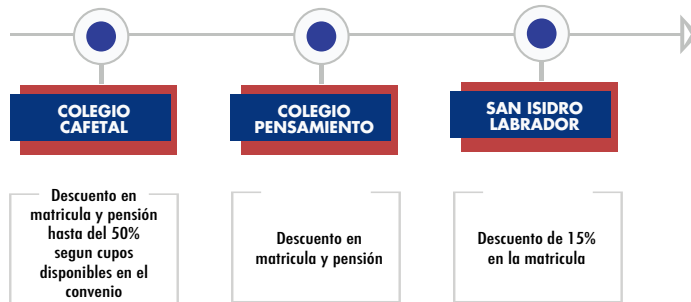 COLEGIO
CAFETAL
COLEGIO
PENSAMIENTO
SAN ISIDRO
LABRADOR
Descuento en
matricula y pensión
hasta del 50%
segun cupos
disponibles en el
convenio
Descuento en
matricula y pensión
Descuento de 15%
en la matricula